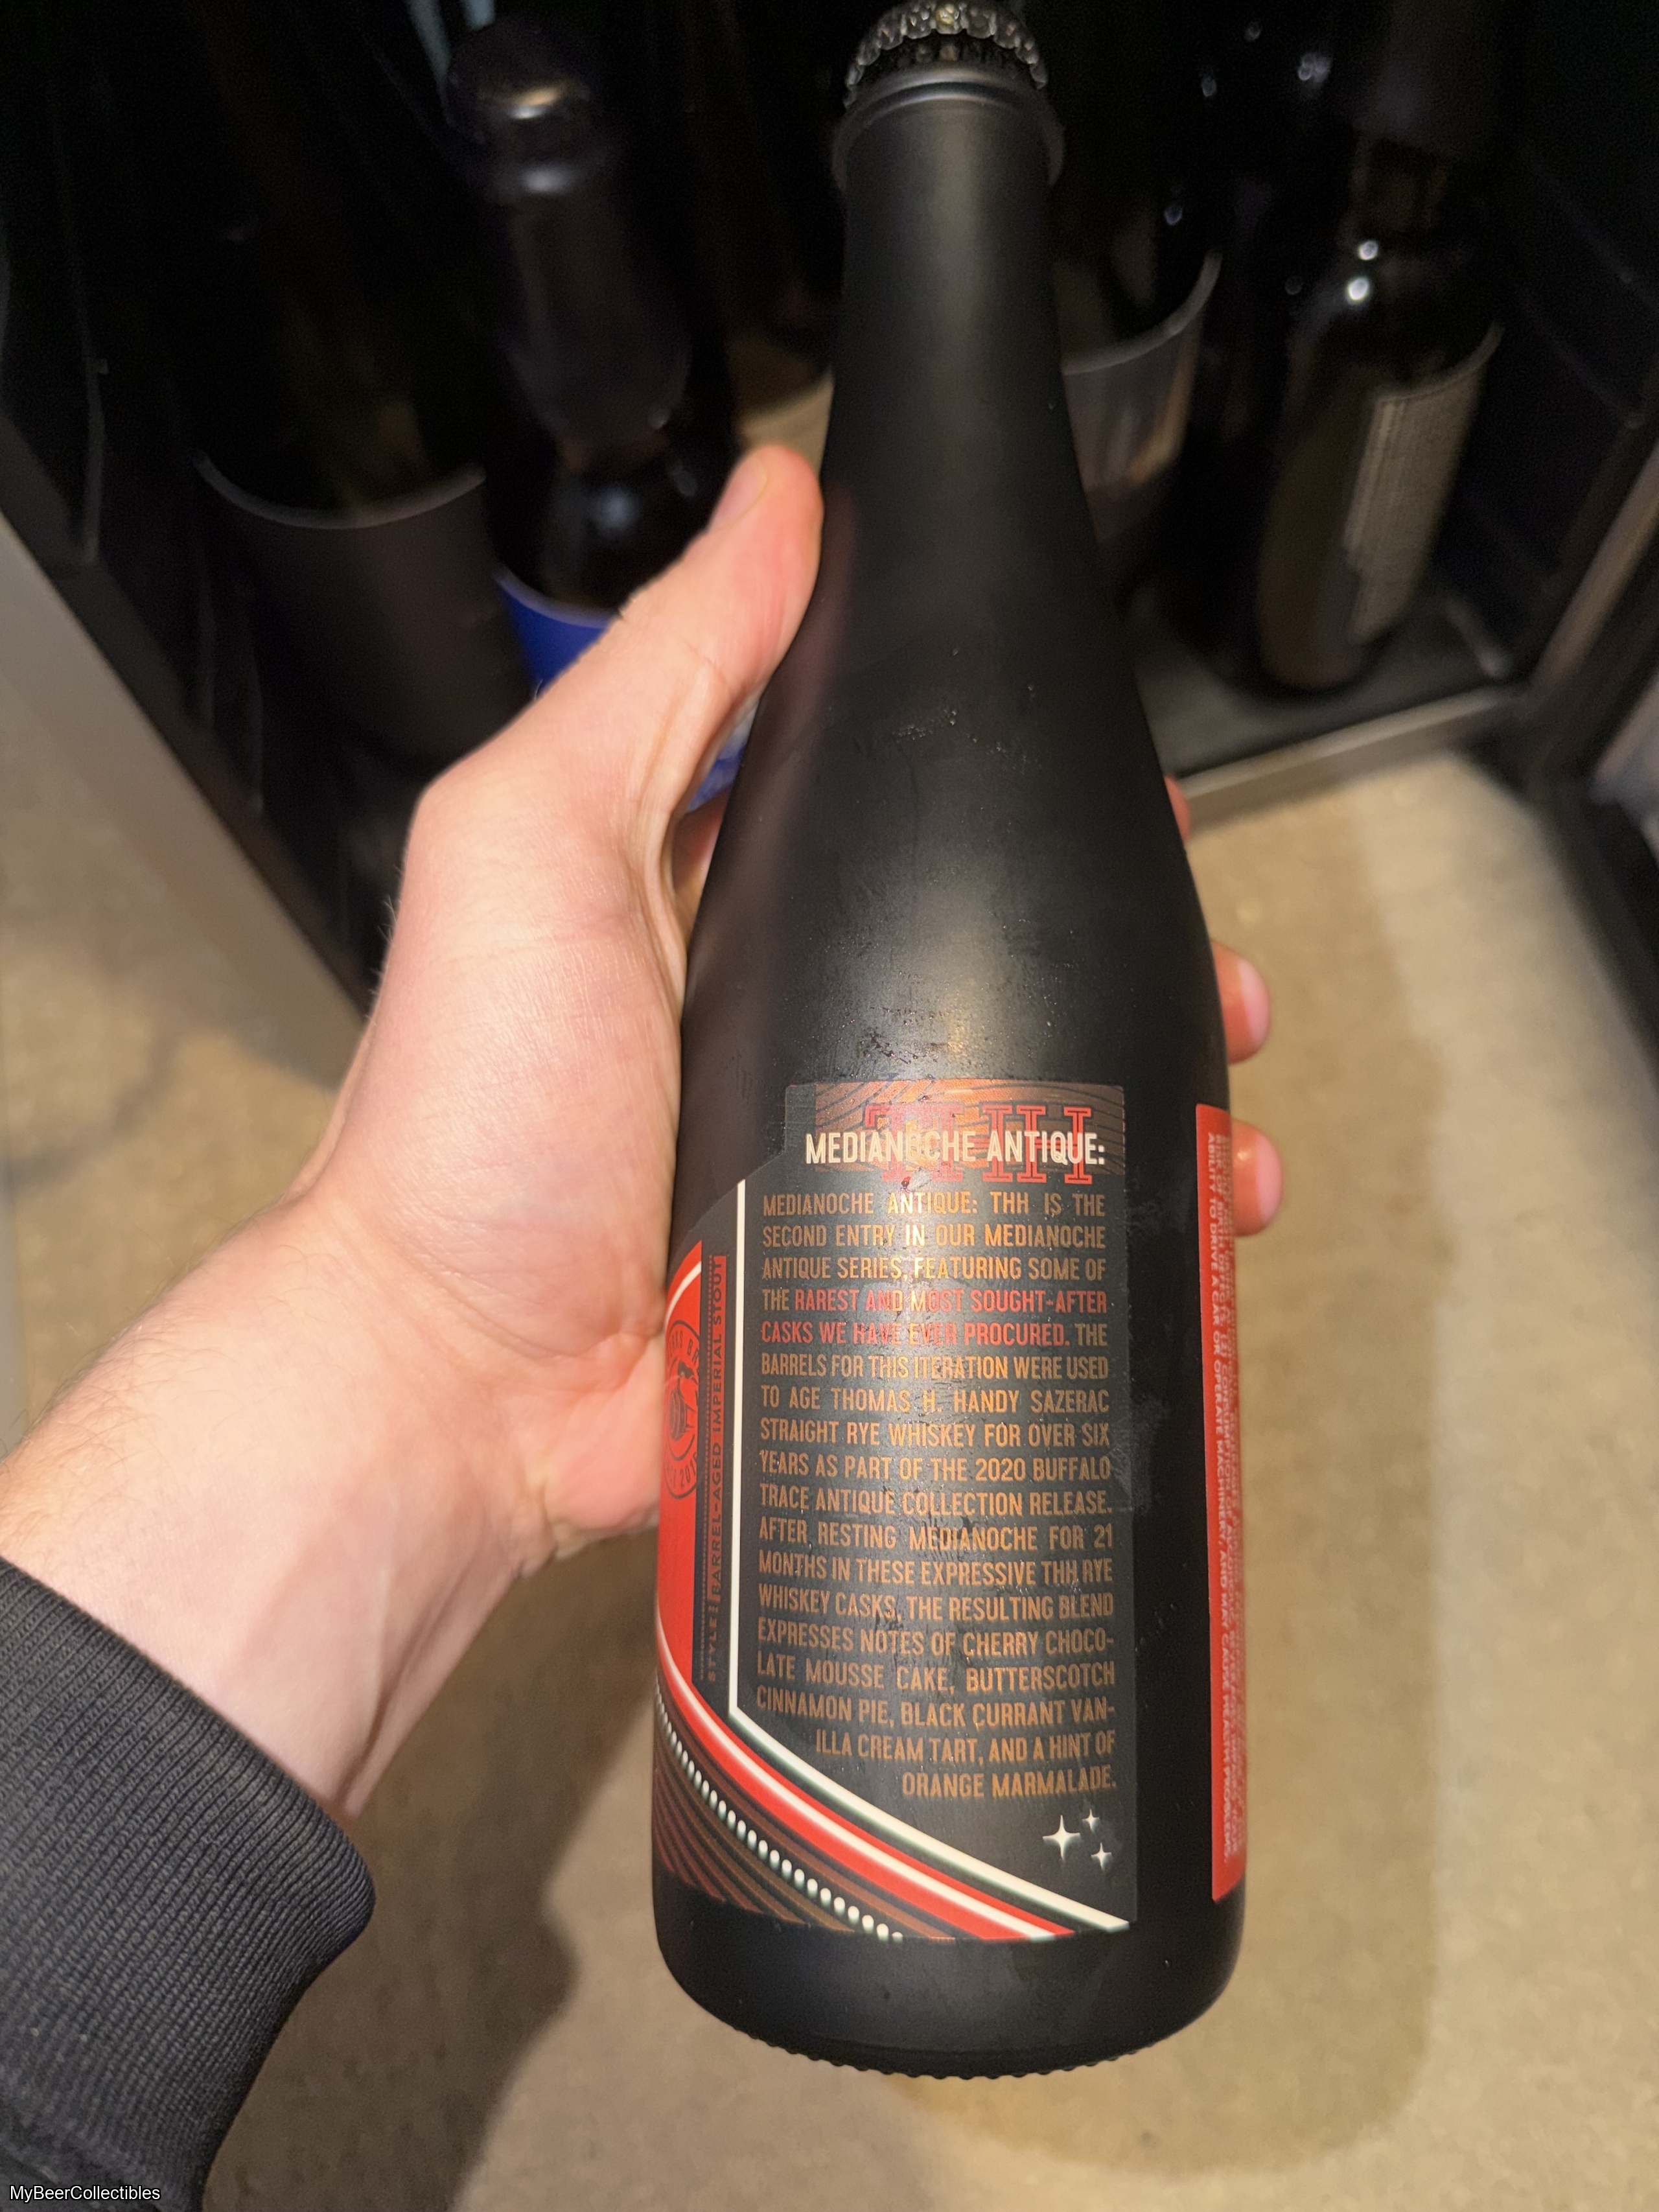 THH
MEDIANOCHE ANTIQUE:
MEDIANOCHE ANTIQUE: THH IS THE
SECOND ENTRY IN OUR MEDIANOCHE
ANTIQUE SERIES, FEATURING SOME OF
THE RAREST AND MOST SOUGHT-AFTER
CASKS WE HAVE EVER PROCURED. THE
BARRELS FOR THIS ITERATION WERE USED
TO AGE THOMAS H. HANDY SAZERAC
STRAIGHT RYE WHISKEY FOR OVER SIX
YEARS AS PART OF THE 2020 BUFFALO
TRACE ANTIQUE COLLECTION RELEASE.
AFTER RESTING MEDIANOCHE FOR 21
MONTHS IN THESE EXPRESSIVE THH RYE
WHISKEY CASKS, THE RESULTING BLEND
EXPRESSES NOTES OF CHERRY CHOCO-
LATE MOUSSE CAKE, BUTTERSCOTCH
CINNAMON PIE, BLACK CURRANT VAN-
ILLA CREAM TART, AND A HINT OF
ORANGE MARMALADE.
STYLE: BARREL-AGED IMPERIAL STOUT
ABILITY TO DRIVE A CAR OR OPERATE MACHINERY, AND MAY CAUSE HEALTH PROBLEMS.
MyBeerCollectibles